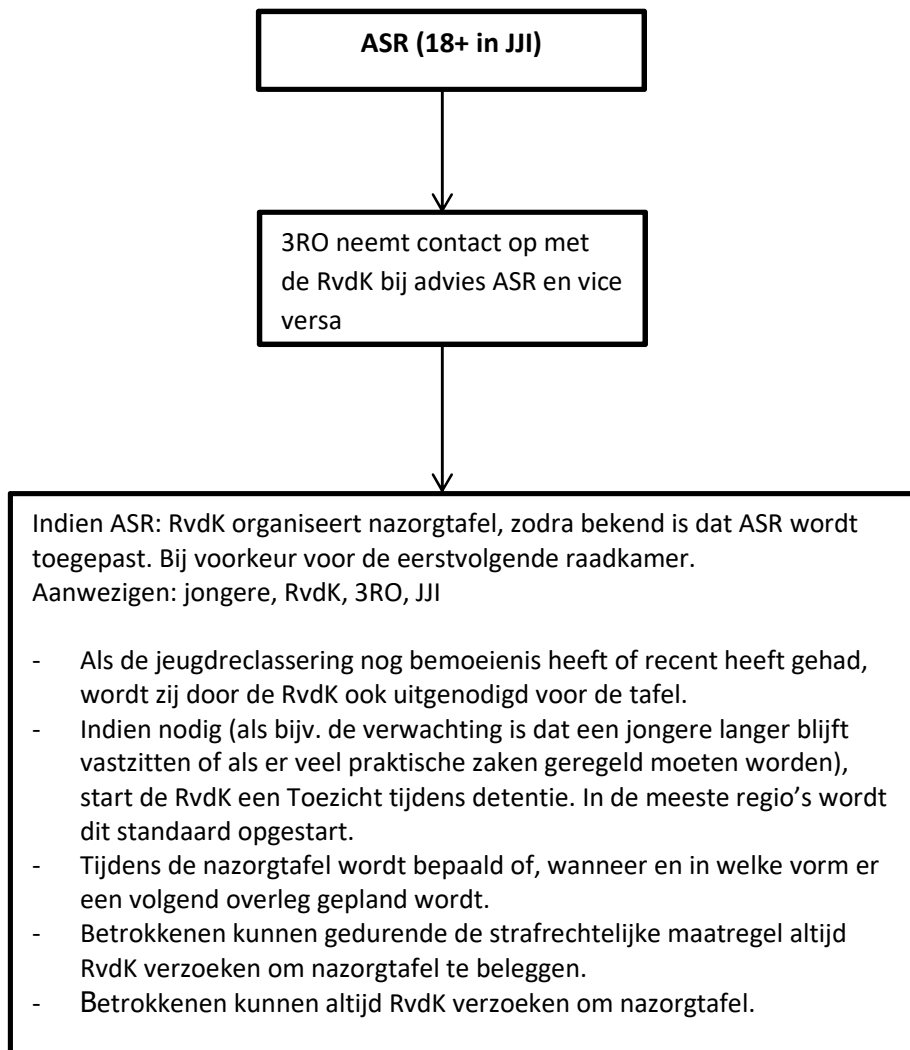 ASR (18+ in JJI)
3RO neemt contact op met
de RvdK bij advies ASR en vice
versa
Indien ASR: RvdK organiseert nazorgtafel, zodra bekend is dat ASR wordt
toegepast. Bij voorkeur voor de eerstvolgende raadkamer.
Aanwezigen: jongere, RvdK, 3RO, JJI
- Als de jeugdreclassering nog bemoeienis heeft of recent heeft gehad,
wordt zij door de RvdK ook uitgenodigd voor de tafel.
- Indien nodig (als bijv. de verwachting is dat een jongere langer blijft
vastzitten of als er veel praktische zaken geregeld moeten worden),
start de RvdK een Toezicht tijdens detentie. In de meeste regio's wordt
dit standaard opgestart.
- Tijdens de nazorgtafel wordt bepaald of, wanneer en in welke vorm er
een volgend overleg gepland wordt.
- Betrokkenen kunnen gedurende de strafrechtelijke maatregel altijd
RvdK verzoeken om nazorgtafel te beleggen.
- Betrokkenen kunnen altijd RvdK verzoeken om nazorgtafel.